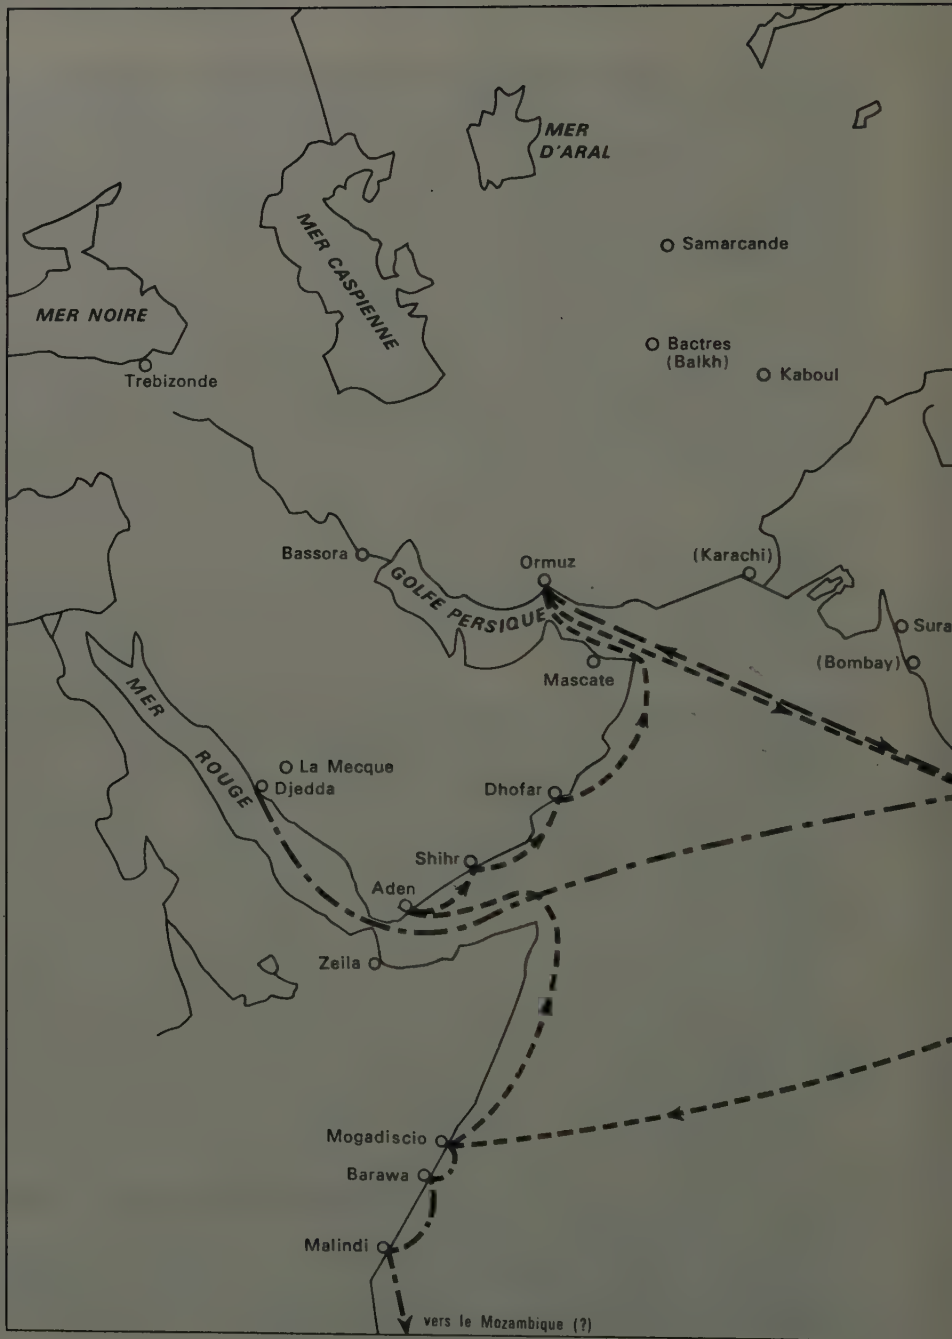 MER
D'ARAL
MER CASPIENNE
Samarcande
MER NOIRE
Bactres
(Balkh)
Kaboul
Trebizonde
Bassora
Ormuz
(Karachi)
GOLFE PERSIQUE
Sura
(Bombay)
Mascate
MER
ROUGE
La Mecque
Djedda
Dhofar
Shihr
Aden
Zeila
Mogadiscio
Barawa
Malindi
vers le Mozambique (?)